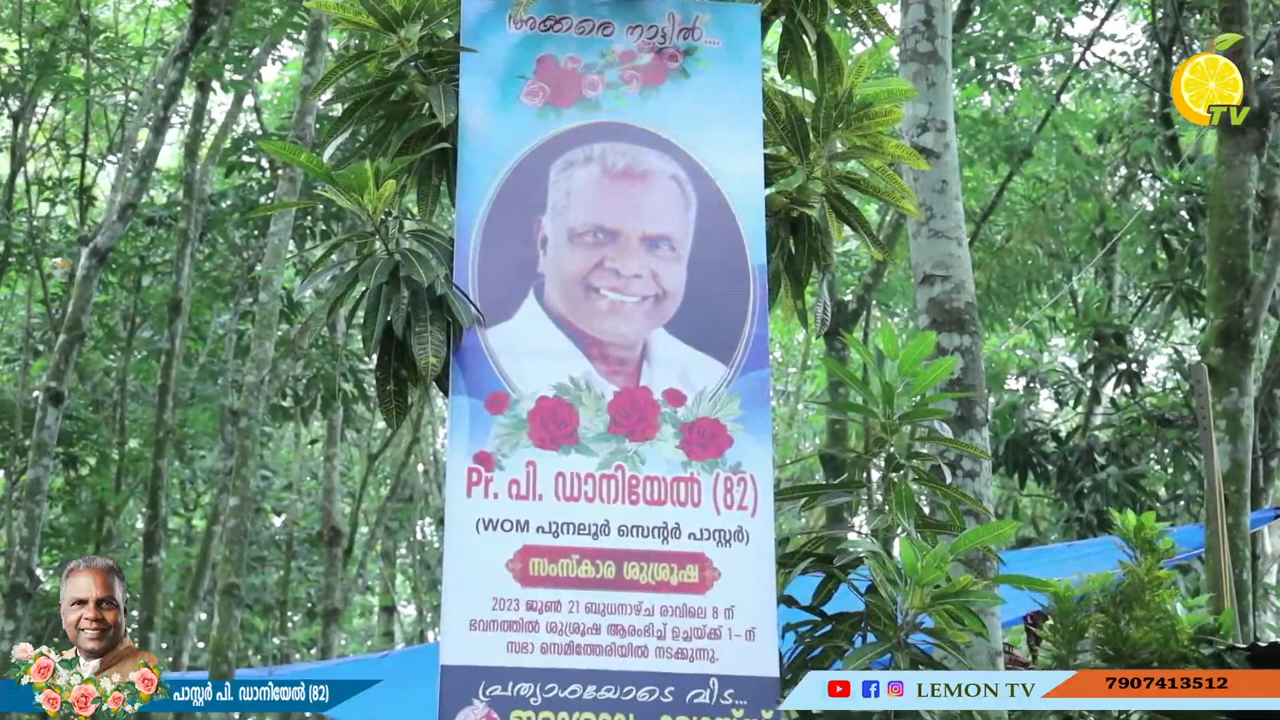 അക്കരെ നാട്ടിൽ....
TV
Pr. പി. ഡാനിയേൽ (82)
(WOM പുനലൂർ സെന്റർ പാസ്റ്റർ)
സംസ്കാര ശുശ്രൂഷ
2023 ജൂൺ 21 ബുധനാഴ്ച രാവിലെ 8 ന്
ഭവനത്തിൽ ശുശ്രൂഷ ആരംഭിച്ച് ഉച്ചയ്ക്ക് 1-ന്
സഭാ സെമിത്തേരിയിൽ നടക്കുന്നു.
പ്രത്യാശയോടെ വിട...
പാസ്റ്റർ പി. ഡാനിയേൽ (82)
LEMON TV
7907413512